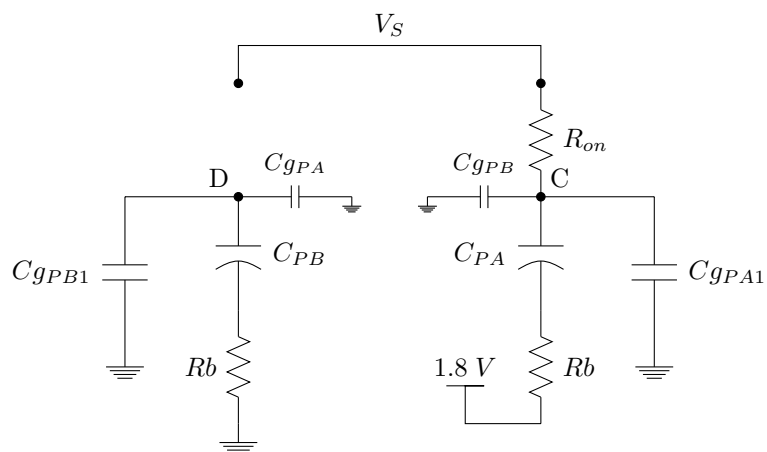 V_S
R_on
Cg_PA
Cg_PB
D
C
Cg_PB1
C_PB
C_PA
Cg_PA1
Rb
1.8 V
Rb